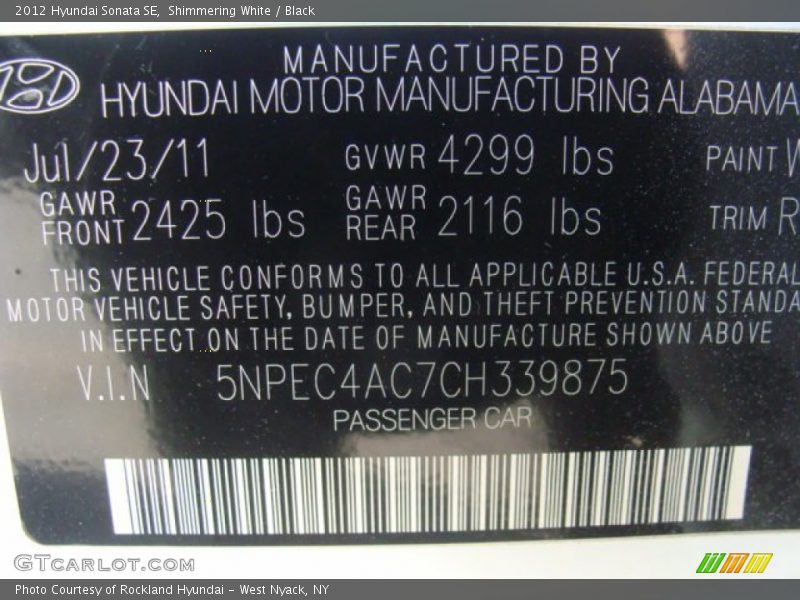 2012 Hyundai Sonata SE, Shimmering White / Black
MANUFACTURED BY
HYUNDAI MOTOR MANUFACTURING ALABAMA
Jul/23/11 GVWR 4299 lbs PAINT W
GAWR FRONT 2425 lbs GAWR REAR 2116 lbs TRIM R
THIS VEHICLE CONFORMS TO ALL APPLICABLE U.S.A. FEDERAL
MOTOR VEHICLE SAFETY, BUMPER, AND THEFT PREVENTION STANDA
IN EFFECT ON THE DATE OF MANUFACTURE SHOWN ABOVE
V.I.N 5NPEC4AC7CH339875
PASSENGER CAR
GTCARLOT.COM
Photo Courtesy of Rockland Hyundai - West Nyack, NY